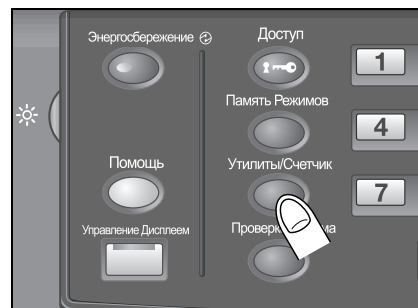 Энергосбережение
Доступ
1
Память Режимов
4
Помощь
Утилиты/Счетчик
7
Управление Дисплеем